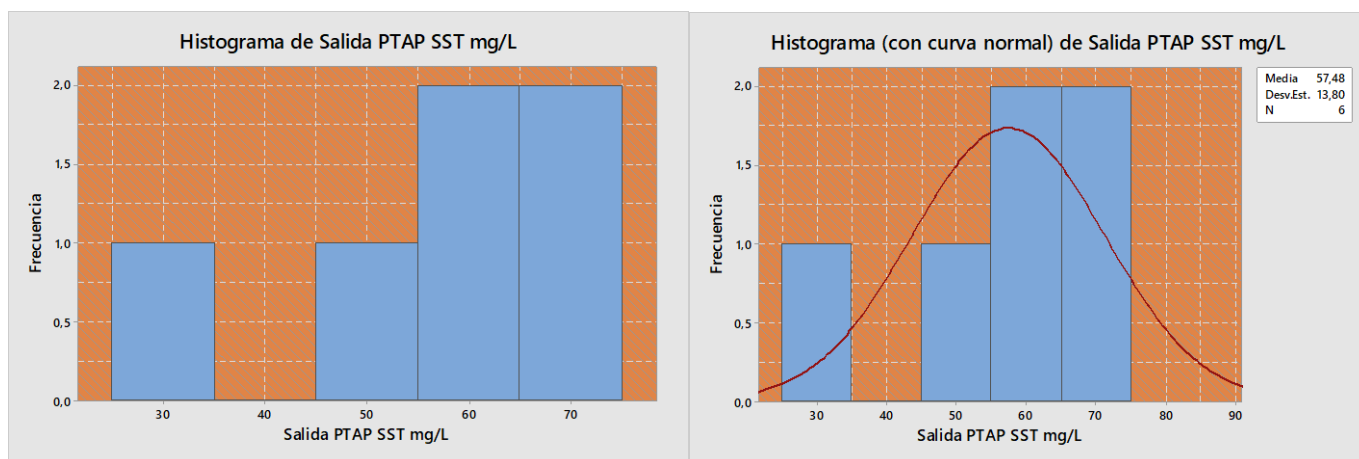 Histograma de Salida PTAP SST mg/L
2,0
1,5
1,0
0,5
0,0
Frecuencia
30 40 50 60 70
Salida PTAP SST mg/L
Histograma (con curva normal) de Salida PTAP SST mg/L
Media 57,48
Desv.Est. 13,80
N 6
2,0
1,5
1,0
0,5
0,0
Frecuencia
30 40 50 60 70 80 90
Salida PTAP SST mg/L